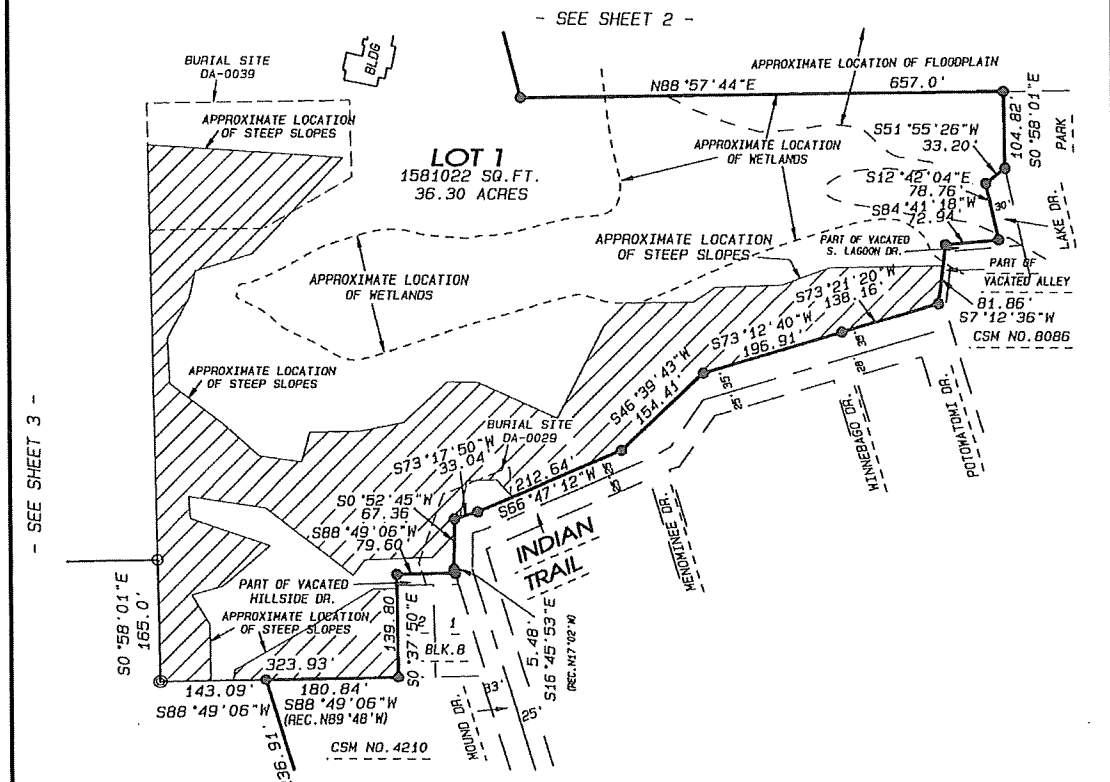 - SEE SHEET 2 -
BURIAL SITE
DA-0039
BLDG
APPROXIMATE LOCATION OF FLOODPLAIN
N88°57'44"E
657.0'
APPROXIMATE LOCATION
OF STEEP SLOPES
LOT 1
1581022 SQ.FT.
36.30 ACRES
APPROXIMATE LOCATION
OF WETLANDS
S51°55'26"W
33.20'
104.82'
S0°58'01"E
PARK
S12°42'04"E
78.76'
S84°41'18"W
72.94'
30'
LAKE DR.
APPROXIMATE LOCATION
OF STEEP SLOPES
PART OF VACATED
S. LAGOON DR.
PART OF
VACATED ALLEY
APPROXIMATE LOCATION
OF WETLANDS
S73°21'20"W
138.16'
81.86'
S7°12'36"W
CSM NO.8086
S73°12'40"W
196.91'
APPROXIMATE LOCATION
OF STEEP SLOPES
S46°39'43"W
154.41'
35'
25'
28'
WINNEBAGO DR.
POTOWATOMI DR.
- SEE SHEET 3 -
BURIAL SITE
DA-0029
S73°17'50"W
33.04'
212.64'
S66°47'12"W
S0°52'45"W
67.36
S88°49'06"W
79.60'
INDIAN
TRAIL
MENOMINEE DR.
PART OF VACATED
HILLSIDE DR.
APPROXIMATE LOCATION
OF STEEP SLOPES
S0°58'01"E
165.0'
139.80'
S0°37'50"E
2 1
BLK.8
5.48'
S16°45'53"E
(REC.N17°02'W)
323.93'
143.09'
180.84'
S88°49'06"W
S88°49'06"W
(REC.N89°48'W)
33'
25'
MOUND DR.
CSM NO.4210
36.91'